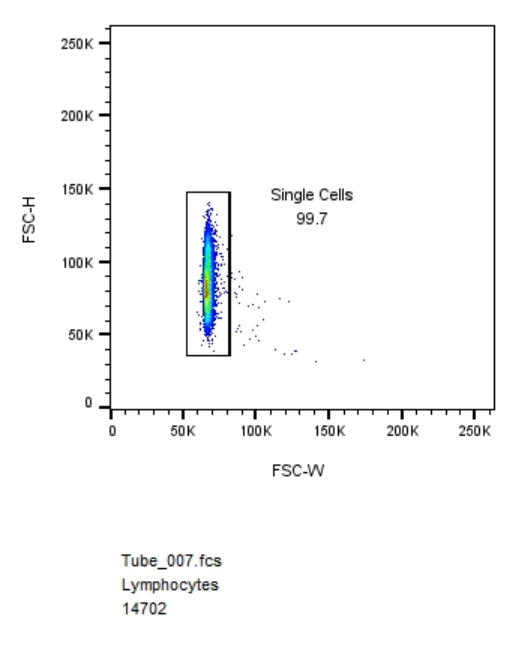 250K
200K
150K
100K
50K
0
FSC-H
Single Cells
99.7
0 50K 100K 150K 200K 250K
FSC-W
Tube_007.fcs
Lymphocytes
14702